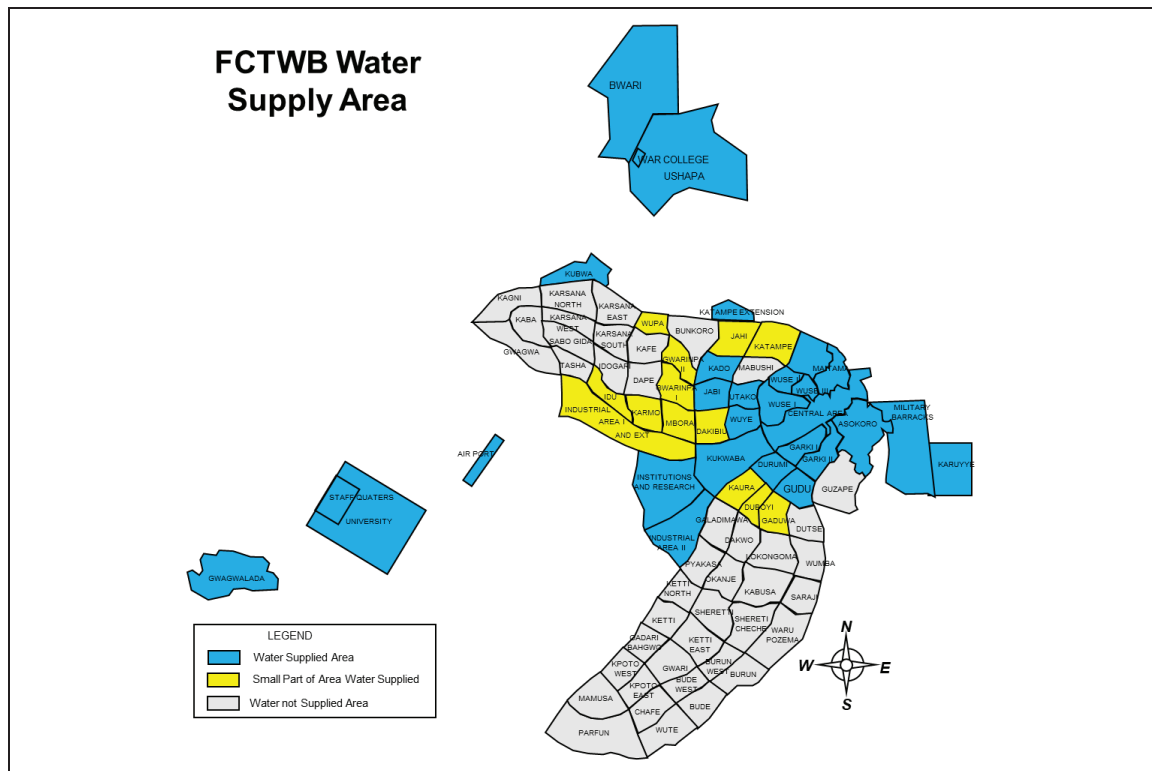 FCTWB Water
Supply Area
BWARI
WAR COLLEGE
USHAPA
KUBWA
KAGNI
KARSANA
NORTH
KARSANA
EAST
KABA
KARSANA
WEST
SABO GIDA
KARSANA
SOUTH
GWAGWA
TASHA
IDOGARI
KAFE
DAPE
WUPA
BUNKORO
GWARINPA
II
GWARINPA
I
KATAMPE EXTENSION
JAHI
KATAMPE
MABUSHI
KADO
JABI
UTAKO
WUYE
WUSE II
WUSE III
WUSE I
MAITAMA
CENTRAL AREA
ASOKORO
MILITARY
BARRACKS
KARUYYE
IDU
INDUSTRIAL
AREA I
AND EXT
KARMO
MBORA
DAKIBIU
KUKWABA
DURUMI
GARKI I
GARKI II
GUDU
GUZAPE
AIR PORT
INSTITUTIONS
AND RESEARCH
INDUSTRIAL
AREA II
KAURA
DUBOYI
GADUWA
DUTSE
GALADIMAWA
DAKWO
LOKONGOMA
WUMBA
PYAKASA
OKANJE
KABUSA
SARAJI
KETTI
NORTH
SHERETTI
SHERETI
CHECHE
WARU
POZEMA
KETTI
KETTI
EAST
GADARI
BAHGWO
KPOTO
WEST
GWARI
BURUN
WEST
BURUN
KPOTO
EAST
BUDE
WEST
BUDE
MAMUSA
CHAFE
WUTE
PARFUN
STAFF QUATERS
UNIVERSITY
GWAGWALADA
LEGEND
Water Supplied Area
Small Part of Area Water Supplied
Water not Supplied Area
N
W
E
S